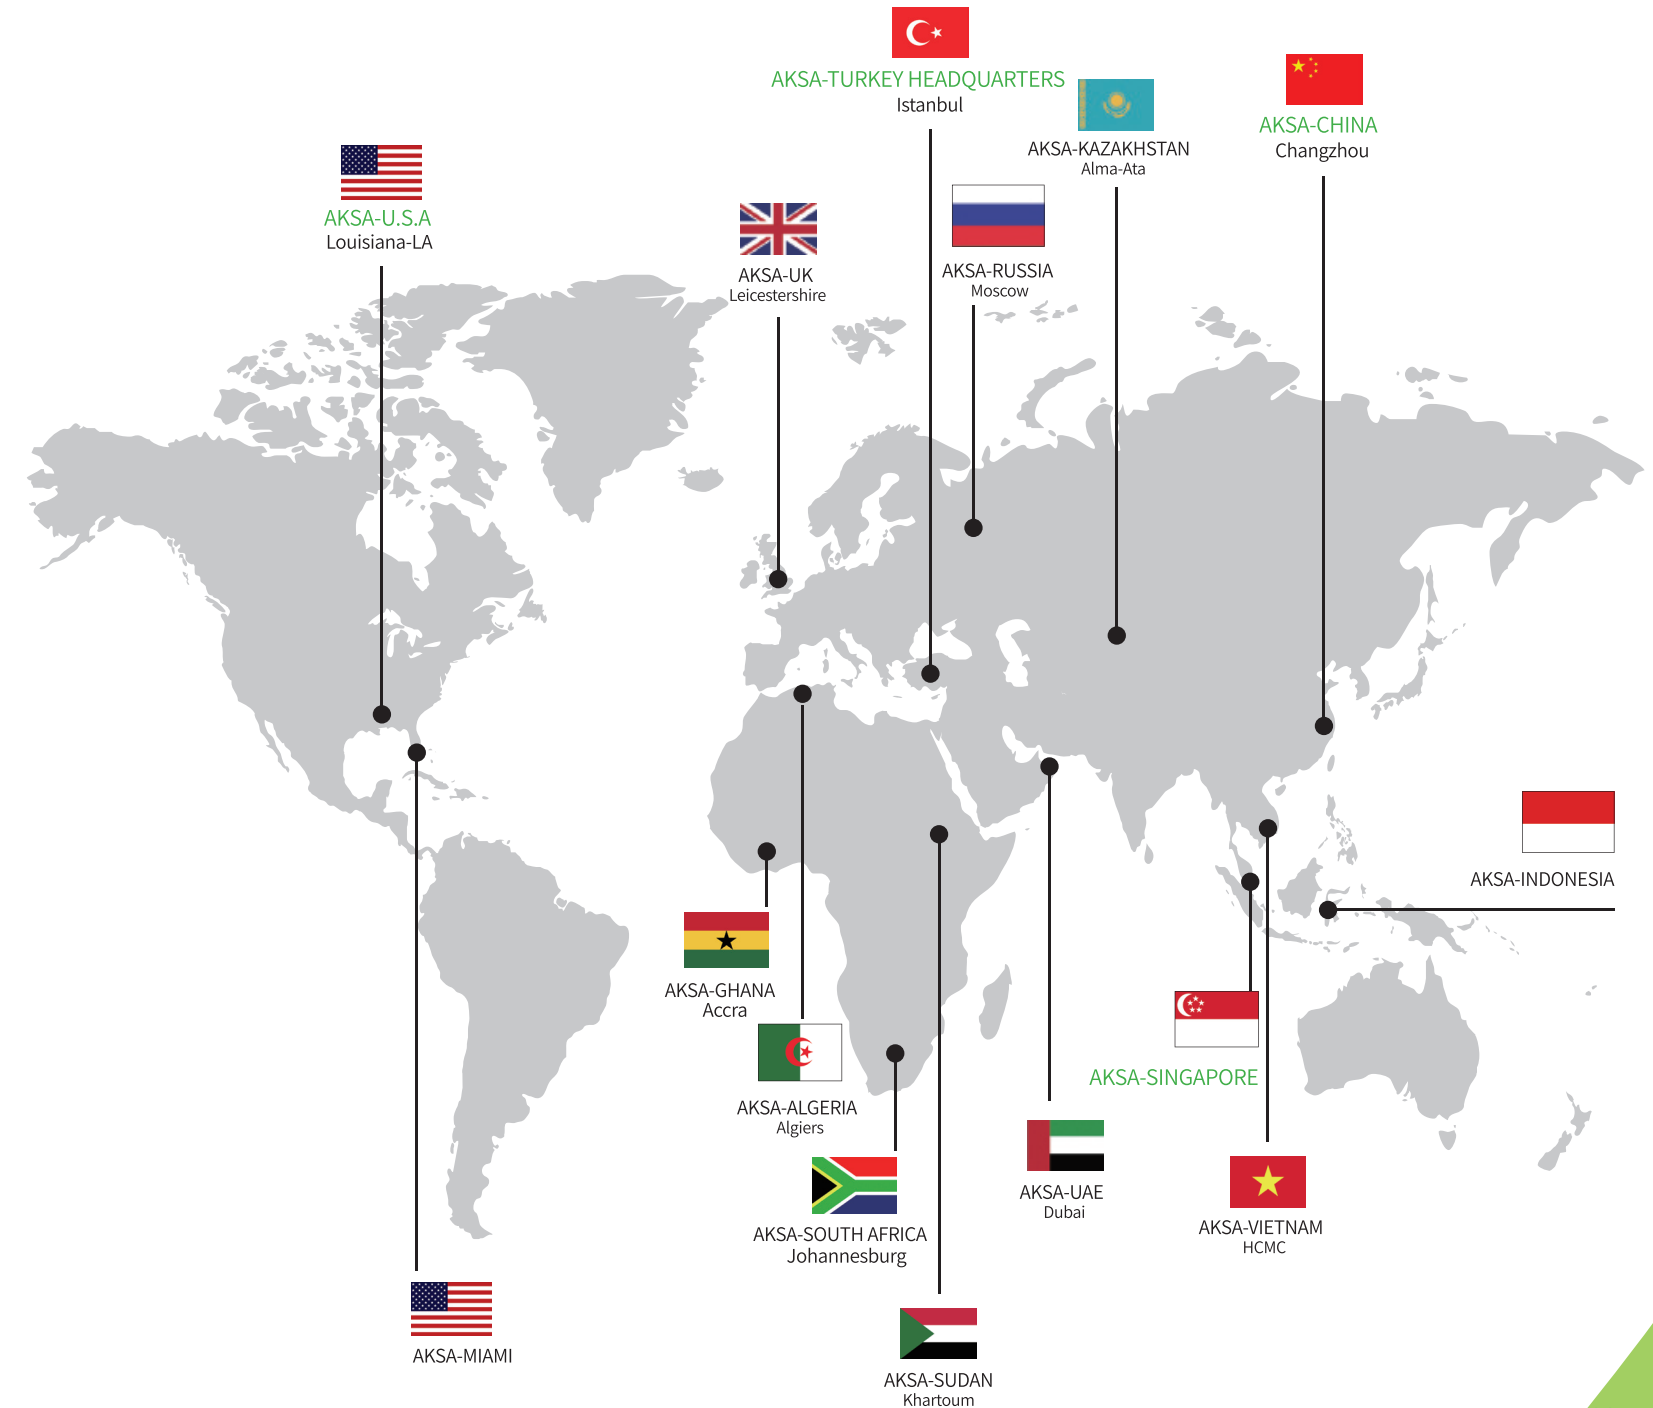 AKSA-TURKEY HEADQUARTERS
Istanbul
AKSA-CHINA
Changzhou
AKSA-KAZAKHSTAN
Alma-Ata
AKSA-U.S.A
Louisiana-LA
AKSA-UK
Leicestershire
AKSA-RUSSIA
Moscow
AKSA-INDONESIA
AKSA-GHANA
Accra
AKSA-SINGAPORE
AKSA-ALGERIA
Algiers
AKSA-UAE
Dubai
AKSA-SOUTH AFRICA
Johannesburg
AKSA-VIETNAM
HCMC
AKSA-MIAMI
AKSA-SUDAN
Khartoum